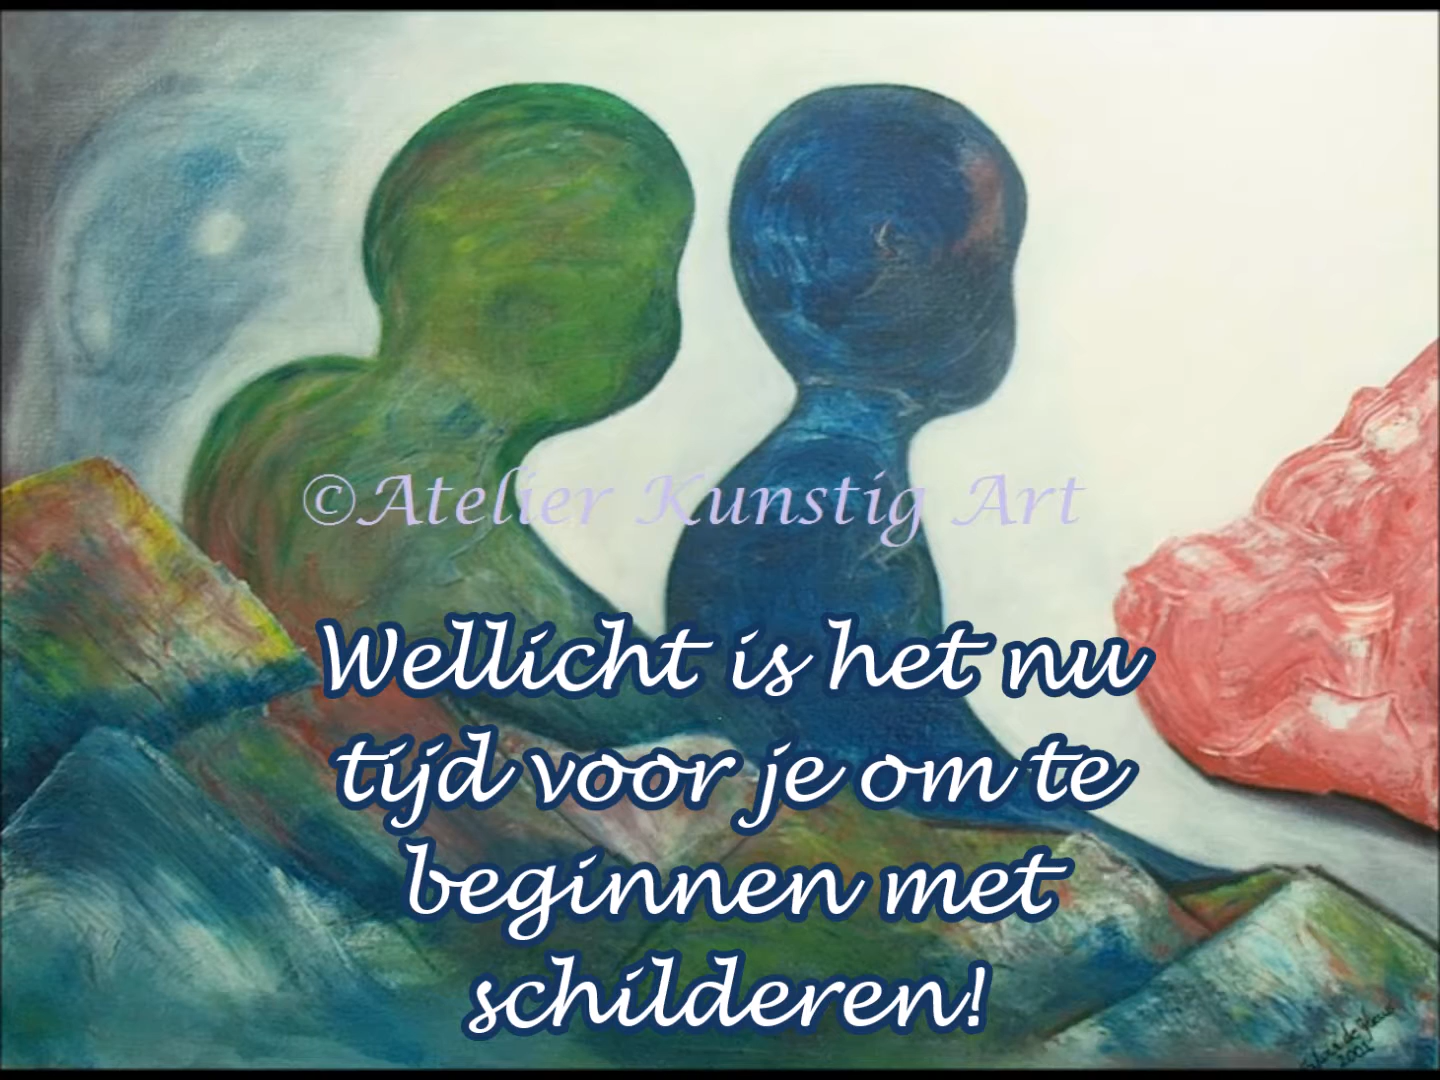 ©Atelier Kunstig Art
Wellicht is het nu
tijd voor je om te
beginnen met
schilderen!